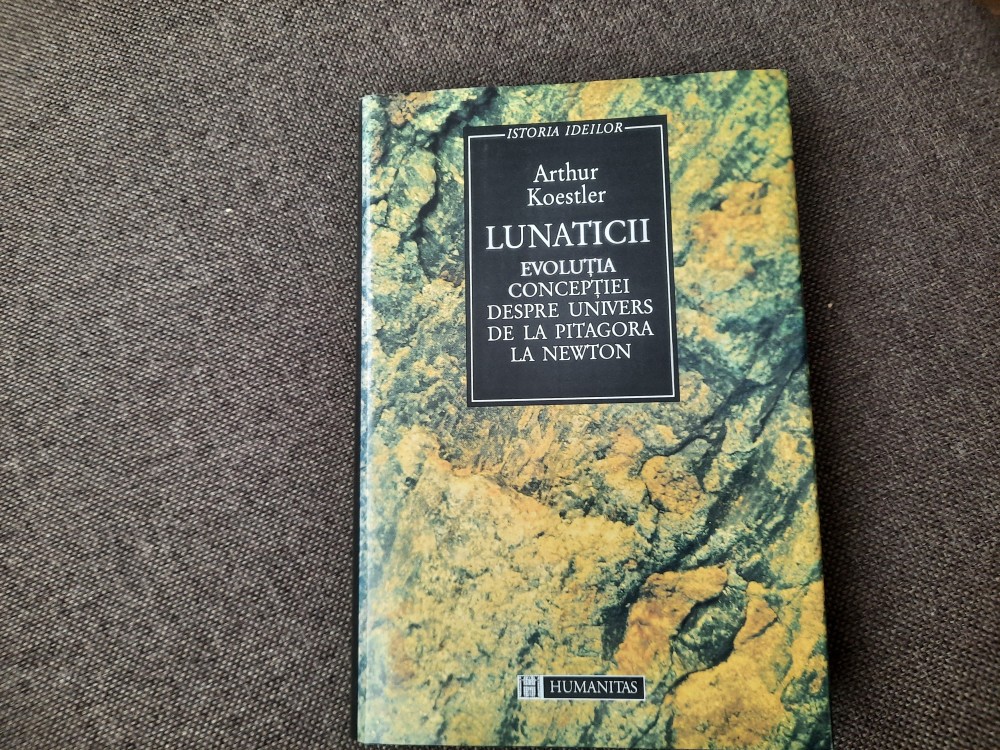 ISTORIA IDEILOR
Arthur
Koestler
LUNATICII
EVOLUȚIA
CONCEPȚIEI
DESPRE UNIVERS
DE LA PITAGORA
LA NEWTON
HUMANITAS